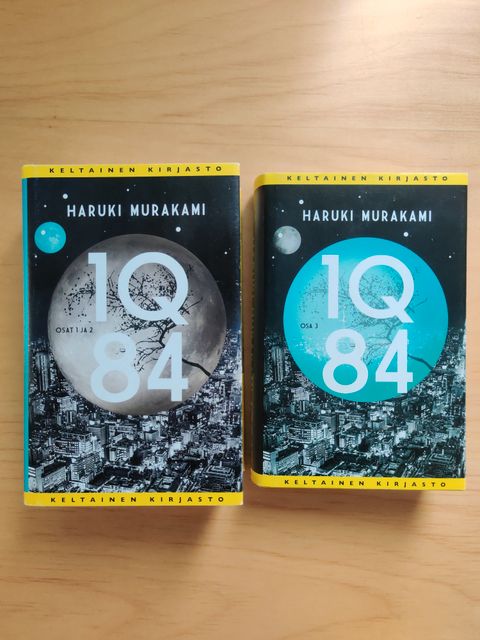 KELTAINEN KIRJASTO
HARUKI MURAKAMI
1Q
OSAT 1 JA 2
84
KELTAINEN KIRJASTO
KELTAINEN KIRJASTO
HARUKI MURAKAMI
1Q
OSA 3
84
KELTAINEN KIRJASTO